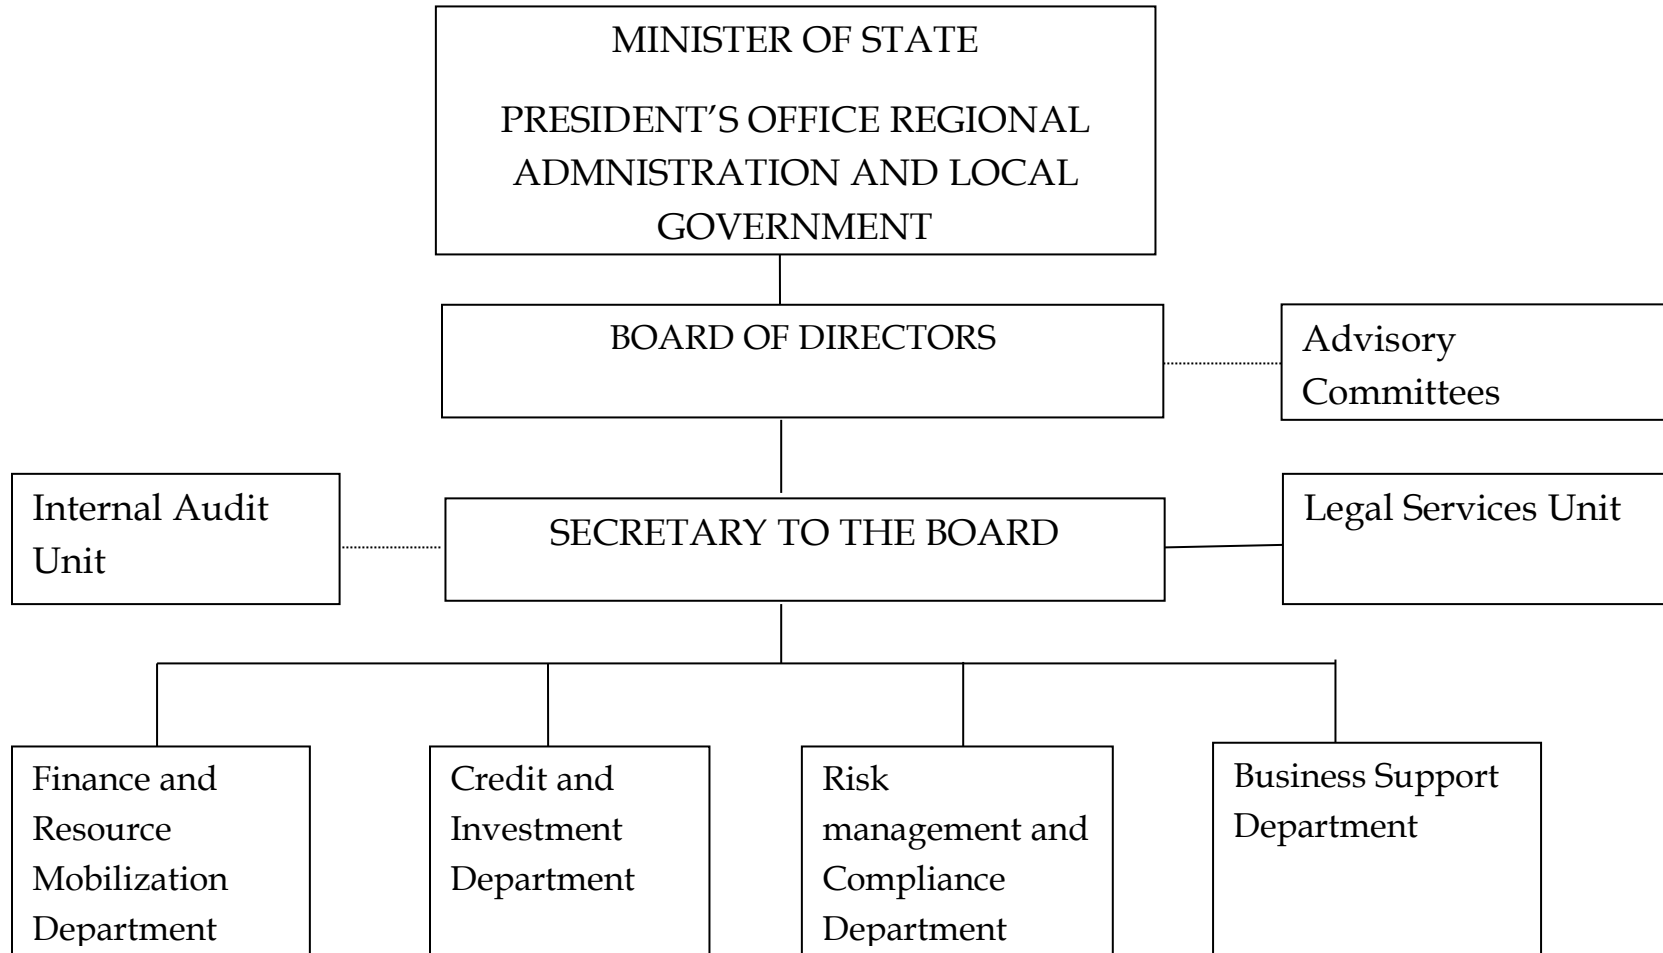 MINISTER OF STATE
PRESIDENT’S OFFICE REGIONAL
ADMNISTRATION AND LOCAL
GOVERNMENT
BOARD OF DIRECTORS
Advisory
Committees
Internal Audit
Unit
SECRETARY TO THE BOARD
Legal Services Unit
Finance and
Resource
Mobilization
Department
Credit and
Investment
Department
Risk
management and
Compliance
Department
Business Support
Department